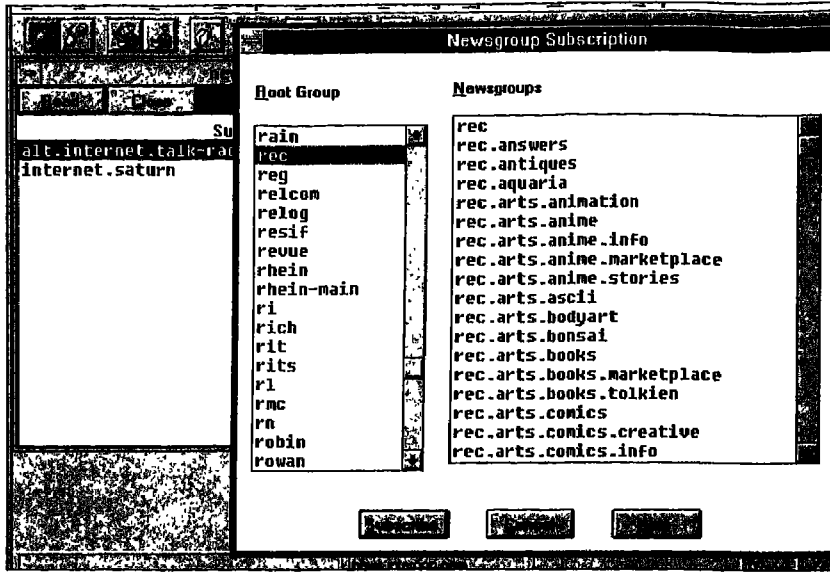 Newsgroup Subscription
Root Group
Newsgroups
Su
alt.internet.talk-rad
internet.saturn
rain
rec
reg
relcom
relog
resif
revue
rhein
rhein-main
ri
rich
rit
rits
rl
rmc
rn
robin
rowan
rec
rec.answers
rec.antiques
rec.aquaria
rec.arts.animation
rec.arts.anime
rec.arts.anime.info
rec.arts.anime.marketplace
rec.arts.anime.stories
rec.arts.ascii
rec.arts.bodyart
rec.arts.bonsai
rec.arts.books
rec.arts.books.marketplace
rec.arts.books.tolkien
rec.arts.comics
rec.arts.comics.creative
rec.arts.comics.info